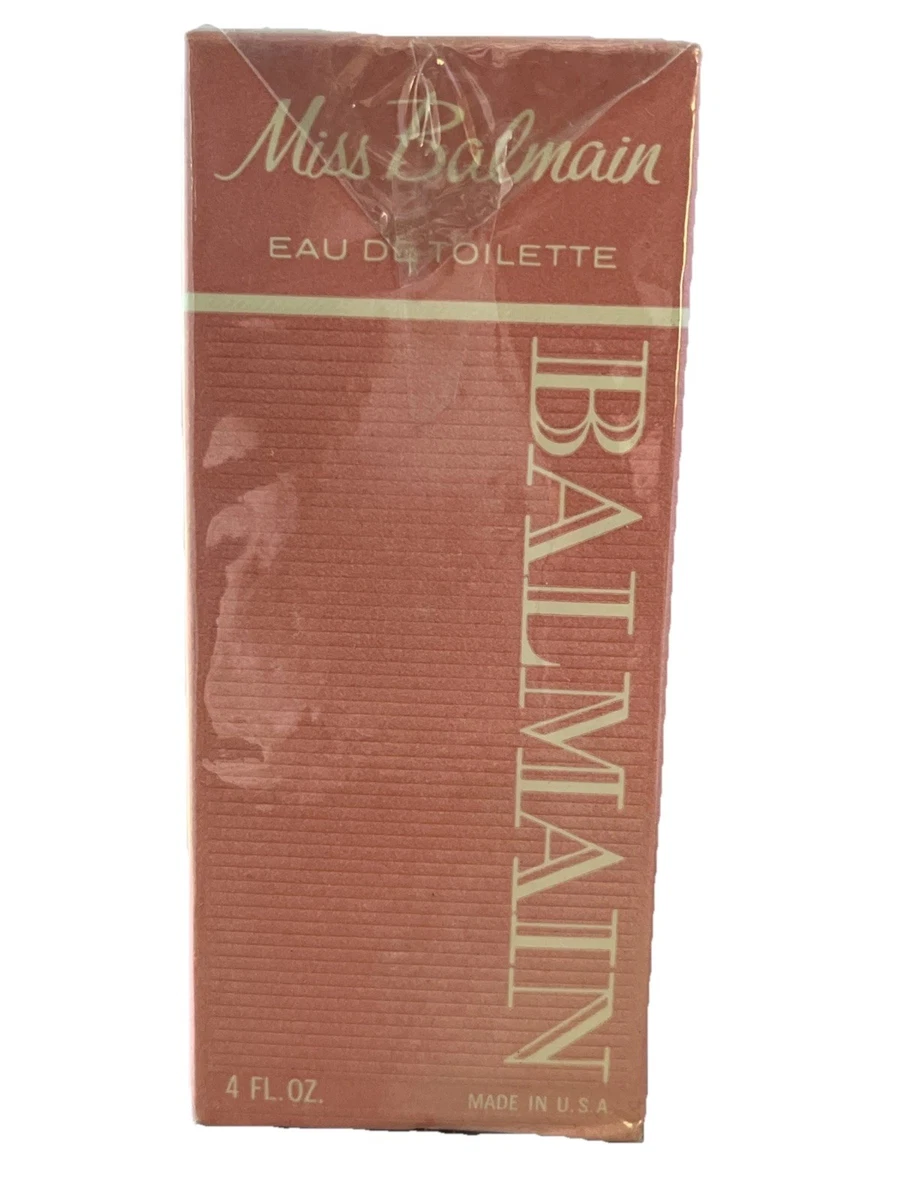 Miss Balmain
EAU DE TOILETTE
BALMAIN
4 FL. OZ.
MADE IN U.S.A.